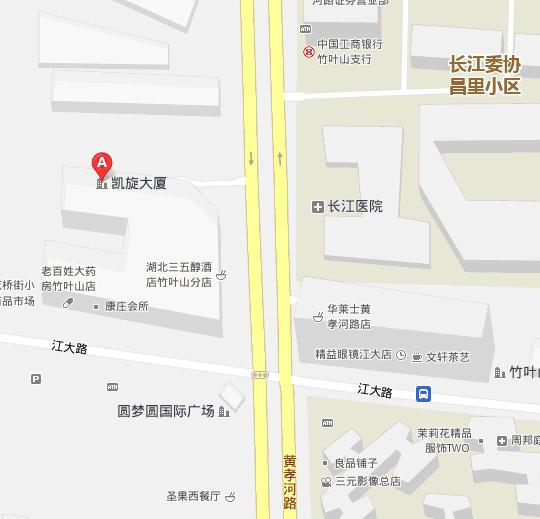 中国工商银行
竹叶山支行
长江委协
昌里小区
A
凯旋大厦
长江医院
湖北三五醇酒
店竹叶山分店
老百姓大药
房竹叶山店
桥街小
品市场
康庄会所
华莱士黄
孝河路店
精益眼镜江大店
文轩茶艺
江大路
P
ATM
江大路
竹叶山
圆梦圆国际广场
ATM
茉莉花精品
服饰TWO
周邦庭
良品铺子
三元影像总店
黄孝河路
圣果西餐厅